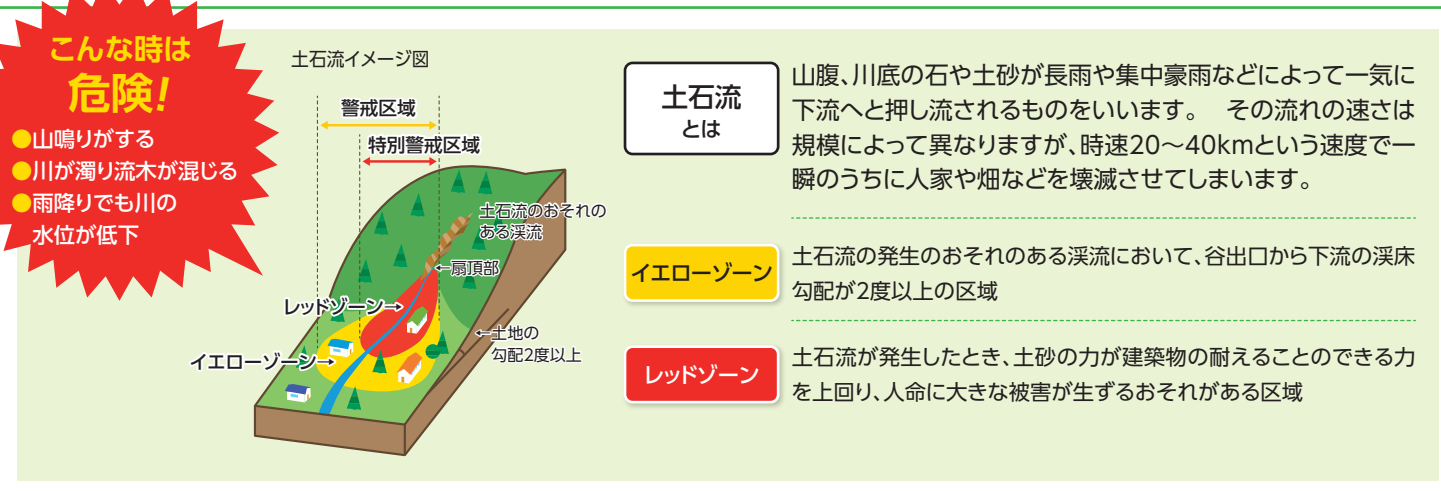 こんな時は
危険!
●山鳴りがする
●川が濁り流木が混じる
●雨降りでも川の
水位が低下
土石流イメージ図
警戒区域
特別警戒区域
土石流のおそれの
ある渓流
←扇頂部
レッドゾーン→
←土地の
勾配2度以上
イエローゾーン→
土石流
とは
山腹、川底の石や土砂が長雨や集中豪雨などによって一気に
下流へと押し流されるものをいいます。　その流れの速さは
規模によって異なりますが、時速20〜40kmという速度で一
瞬のうちに人家や畑などを壊滅させてしまいます。
イエローゾーン
土石流の発生のおそれのある渓流において、谷出口から下流の渓床
勾配が2度以上の区域
レッドゾーン
土石流が発生したとき、土砂の力が建築物の耐えることのできる力
を上回り、人命に大きな被害が生ずるおそれがある区域